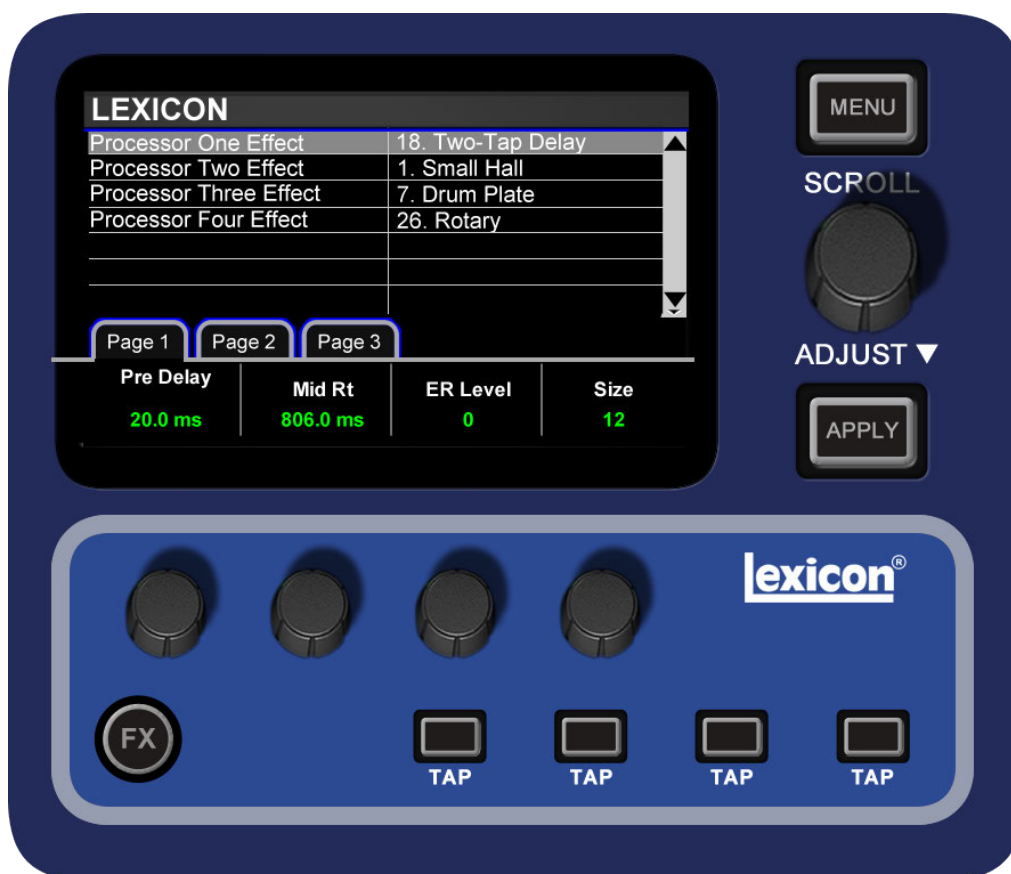 LEXICON
Processor One Effect 18. Two-Tap Delay
Processor Two Effect 1. Small Hall
Processor Three Effect 7. Drum Plate
Processor Four Effect 26. Rotary
Page 1 Page 2 Page 3
Pre Delay Mid Rt ER Level Size
20.0 ms 806.0 ms 0 12
MENU
SCROLL
ADJUST ▼
APPLY
lexicon®
FX
TAP TAP TAP TAP